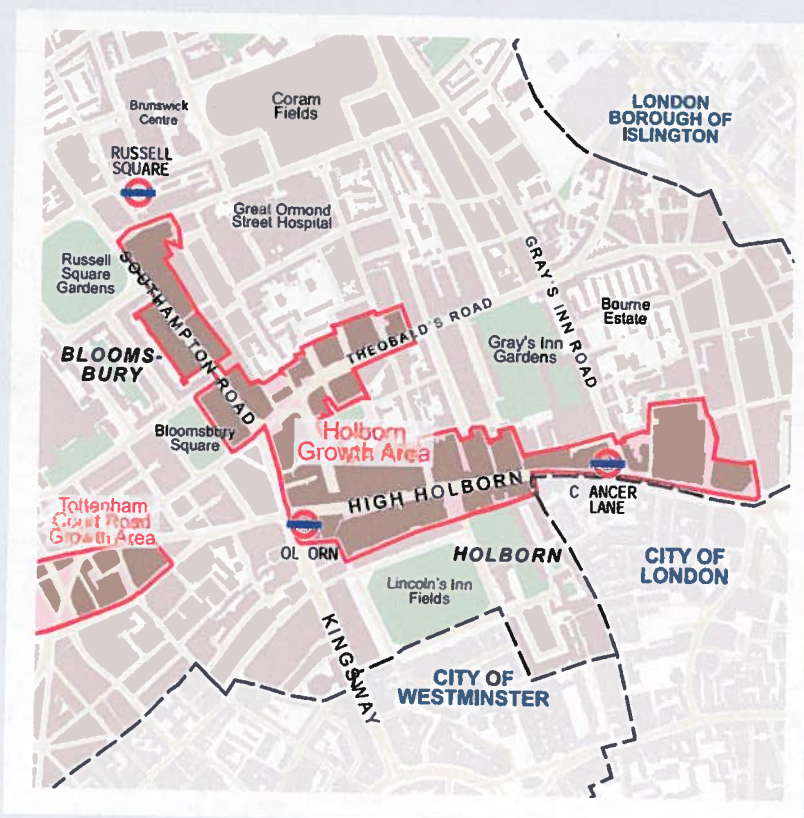 Brunswick
Centre
Coram
Fields
LONDON
BOROUGH OF
ISLINGTON
RUSSELL
SQUARE
Great Ormond
Street Hospital
Russell
Square
Gardens
SOUTHAMPTON ROAD
GRAY'S INN ROAD
Bourne
Estate
THEOBALD'S ROAD
Gray's Inn
Gardens
BLOOMS-
BURY
Bloomsbury
Square
Holborn
Growth Area
HIGH HOLBORN
C ANCER
LANE
Tottenham
Court Road
Growth Area
OL ORN
HOLBORN
CITY OF
LONDON
Lincoln's Inn
Fields
KINGSWAY
CITY OF
WESTMINSTER